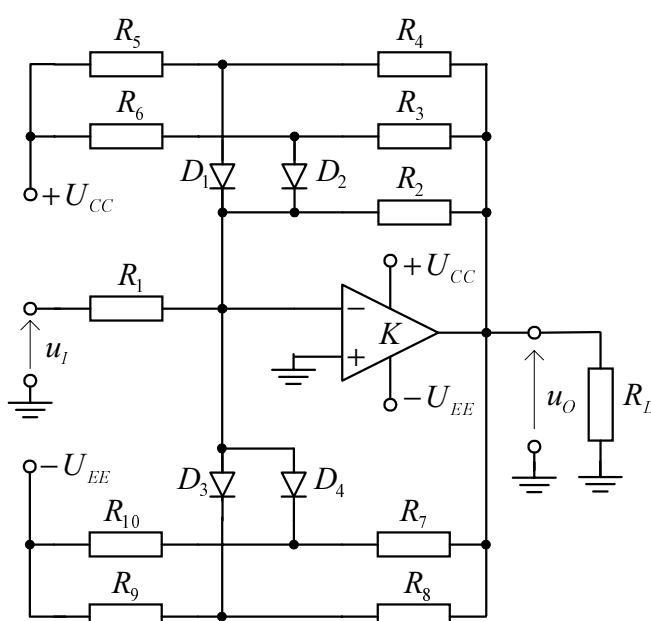 R5 R4
R6 R3
D1 D2 R2
+UCC
+UCC
R1
− K
+
uI
−UEE
uO RL
−UEE
D3 D4
R10 R7
R9 R8